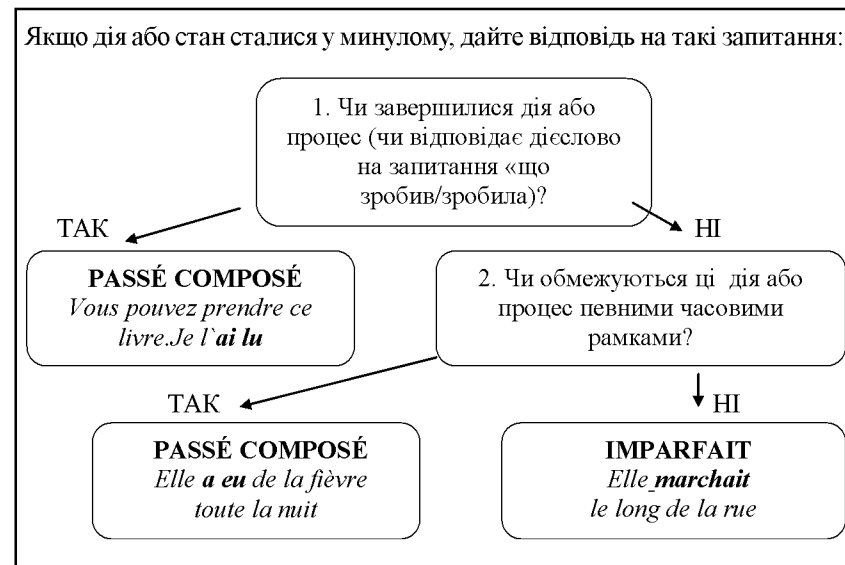 Якщо дія або стан сталися у минулому, дайте відповідь на такі запитання:
1. Чи завершилися дія або
процес (чи відповідає дієслово
на запитання «що
зробив/зробила)?
ТАК
НІ
PASSÉ COMPOSÉ
Vous pouvez prendre ce
livre.Je l`ai lu
2. Чи обмежуються ці дія або
процес певними часовими
рамками?
ТАК
НІ
PASSÉ COMPOSÉ
Elle a eu de la fièvre
toute la nuit
IMPARFAIT
Elle marchait
le long de la rue